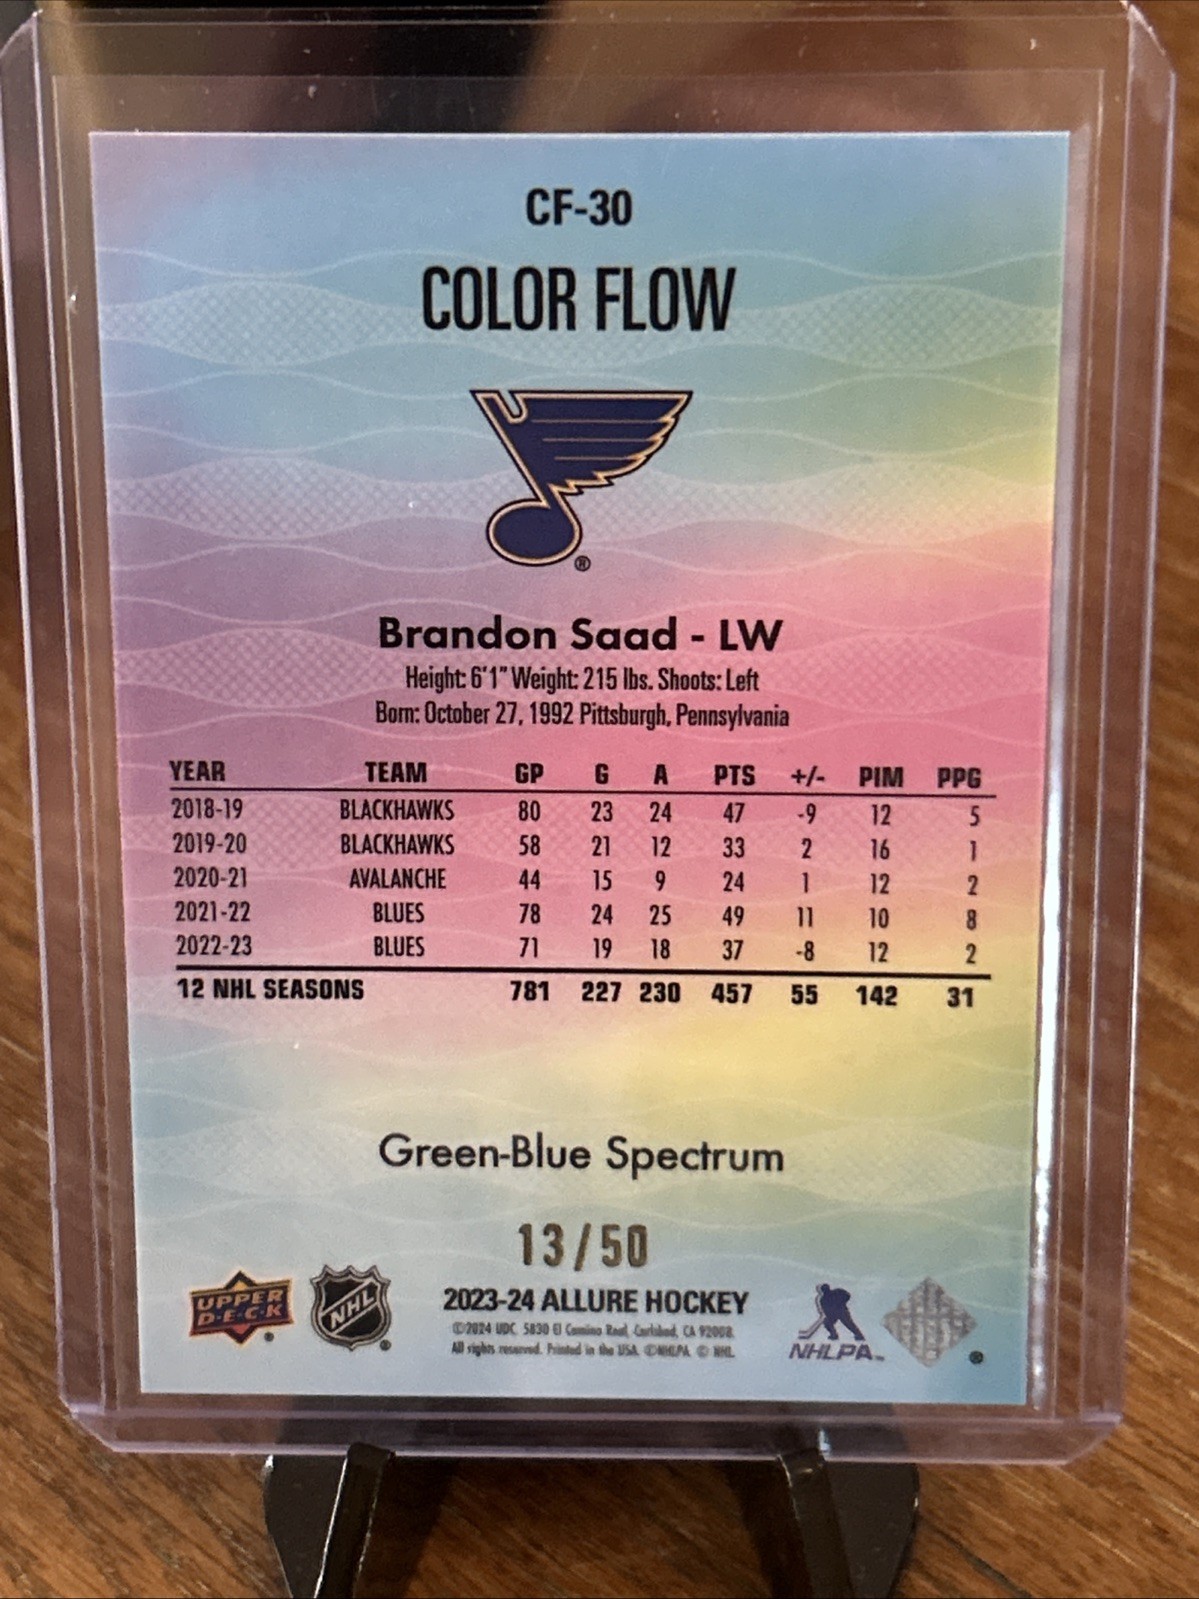 CF-30
COLOR FLOW
®
Brandon Saad - LW
Height: 6'1" Weight: 215 lbs. Shoots: Left
Born: October 27, 1992 Pittsburgh, Pennsylvania
YEAR TEAM GP G A PTS +/- PIM PPG
2018-19 BLACKHAWKS 80 23 24 47 -9 12 5
2019-20 BLACKHAWKS 58 21 12 33 2 16 1
2020-21 AVALANCHE 44 15 9 24 1 12 2
2021-22 BLUES 78 24 25 49 11 10 8
2022-23 BLUES 71 19 18 37 -8 12 2
12 NHL SEASONS 781 227 230 457 55 142 31
Green-Blue Spectrum
13/50
UPPER
D·E·C·K
NHL
2023-24 ALLURE HOCKEY
©2024 UDC. 5830 El Camino Real, Carlsbad, CA 92008.
All rights reserved. Printed in the USA. ©NHLPA. © NHL.
NHLPA™